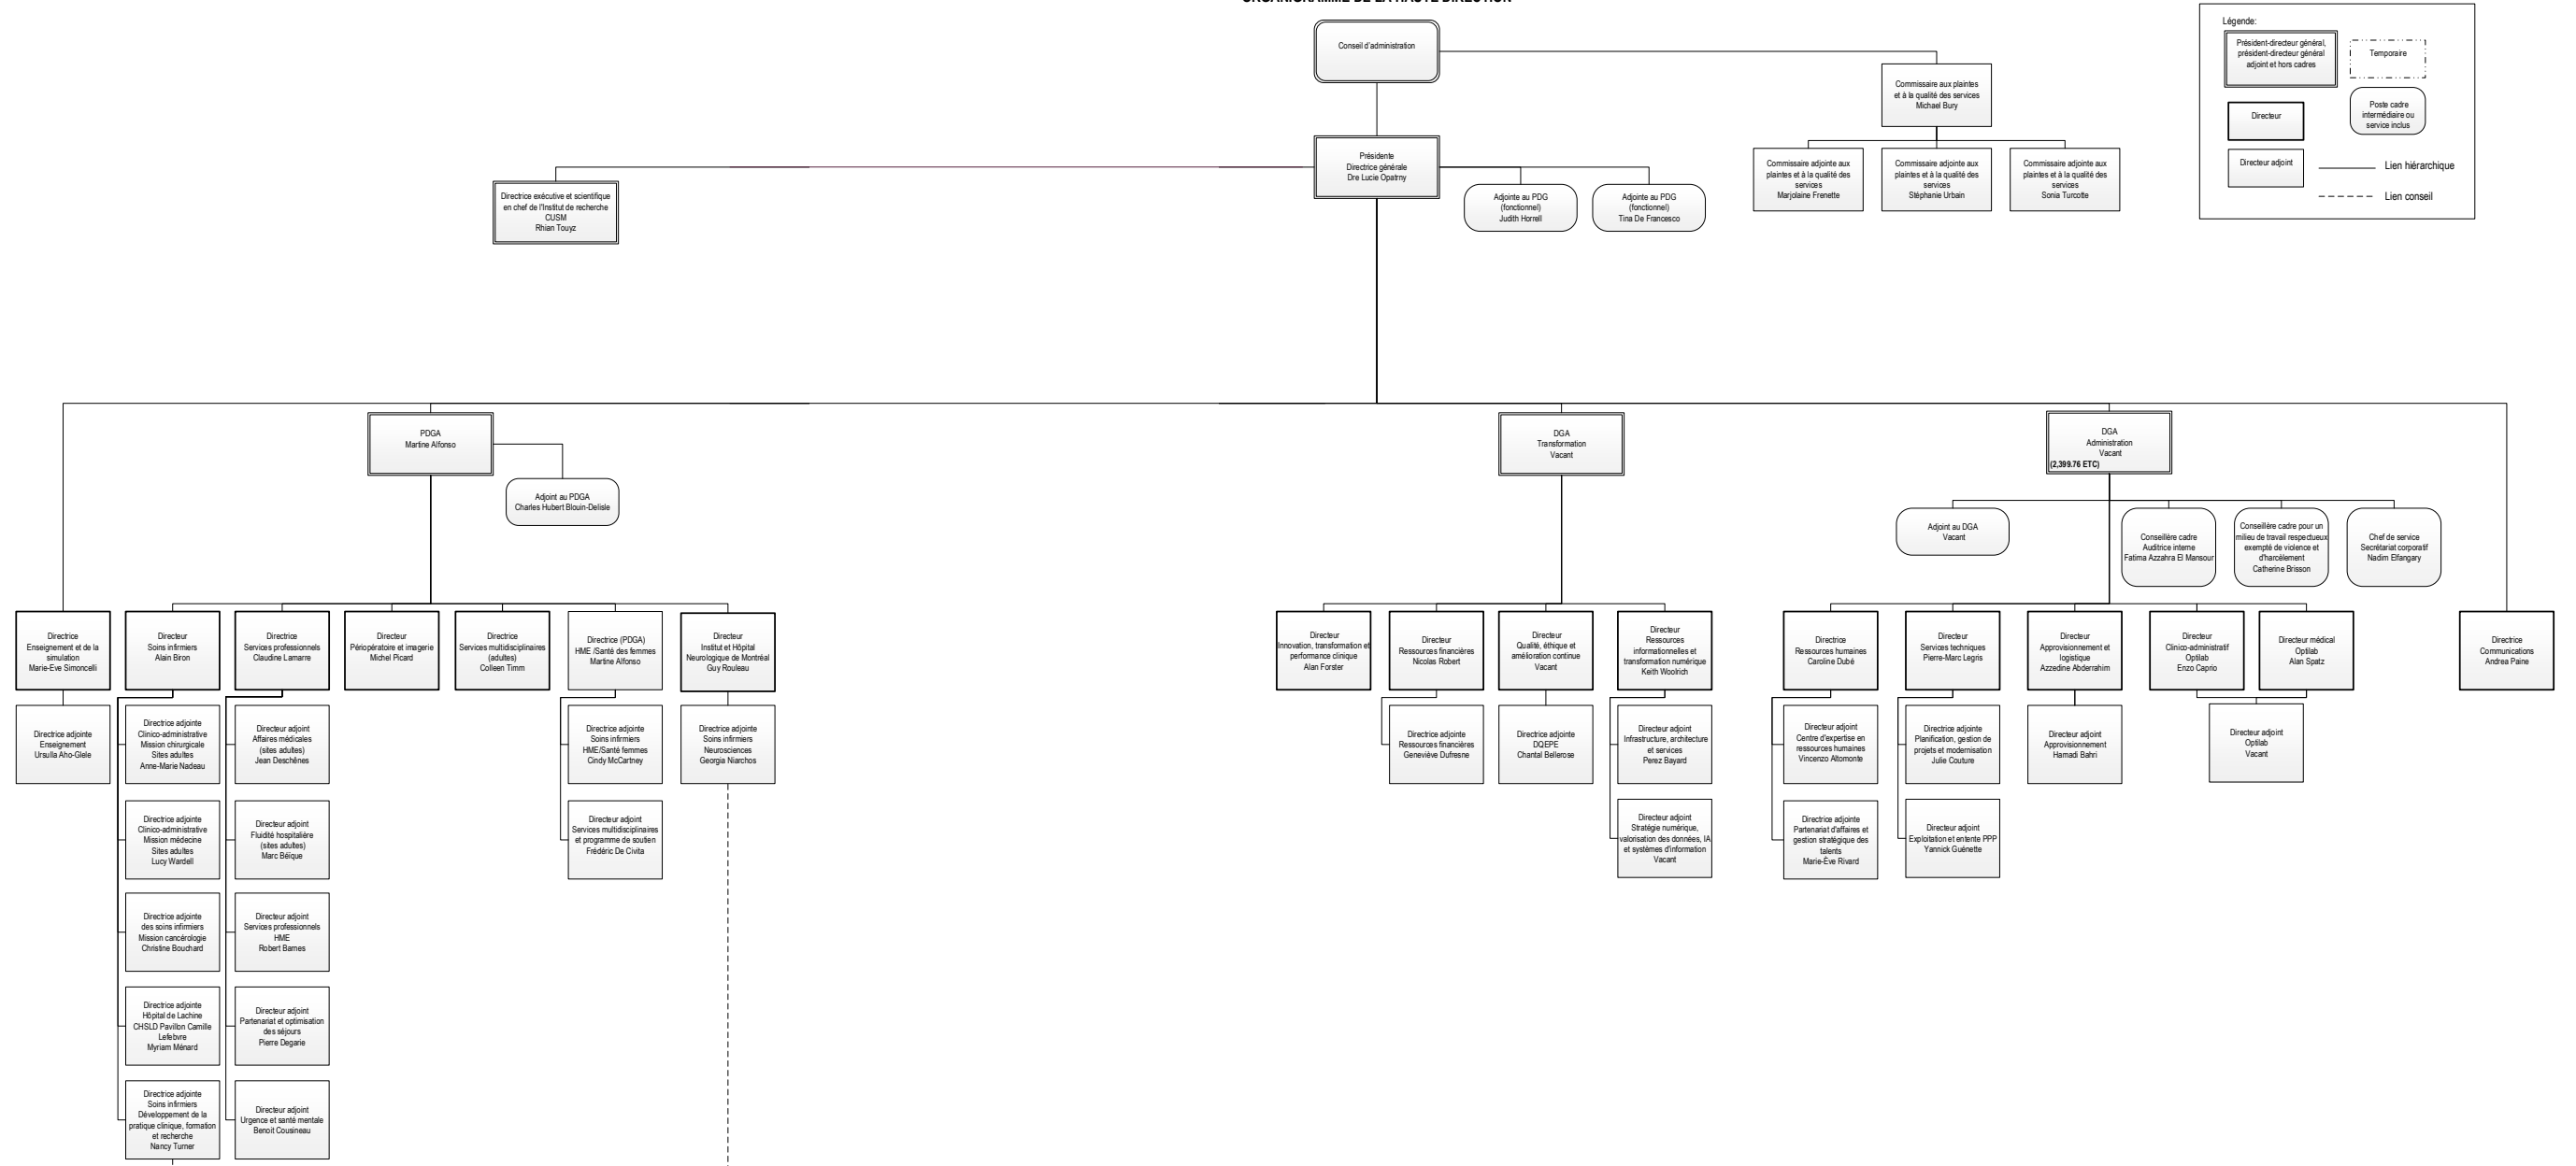 ORGANIGRAMME DE LA HAUTE DIRECTION
Conseil d'administration
Commissaire aux plaintes
et à la qualité des services
Michael Bury
Légende:
Président-directeur général,
président-directeur général
adjoint et hors cadres
Temporaire
Directeur
Poste cadre
intermédiaire ou
service inclus
Directeur adjoint
Lien hiérarchique
Lien conseil
Présidente
Directrice générale
Dre Lucie Opatrny
Commissaire adjointe aux
plaintes et à la qualité des
services
Marjolaine Frenette
Commissaire adjointe aux
plaintes et à la qualité des
services
Stéphanie Urbain
Commissaire adjointe aux
plaintes et à la qualité des
services
Sonia Turcotte
Directrice exécutive et scientifique
en chef de l'Institut de recherche
CUSM
Rhian Touyz
Adjointe au PDG
(fonctionnel)
Judith Horrell
Adjointe au PDG
(fonctionnel)
Tina De Francesco
PDGA
Martine Alfonso
DGA
Transformation
Vacant
DGA
Administration
Vacant
(2,399.76 ETC)
Adjoint au PDGA
Charles Hubert Blouin-Delisle
Adjoint au DGA
Vacant
Conseillère cadre
Auditrice interne
Fatima Azzahra El Mansour
Conseillère cadre pour un
milieu de travail respectueux
exempté de violence et
d'harcèlement
Catherine Brisson
Chef de service
Secrétariat corporatif
Nadim Elfangary
Directrice
Enseignement et de la
simulation
Marie-Eve Simoncelli
Directeur
Soins infirmiers
Alain Biron
Directrice
Services professionnels
Claudine Lamarre
Directeur
Périopératoire et imagerie
Michel Picard
Directrice
Services multidisciplinaires
(adultes)
Colleen Timm
Directrice (PDGA)
HME /Santé des femmes
Martine Alfonso
Directeur
Institut et Hôpital
Neurologique de Montréal
Guy Rouleau
Directeur
Innovation, transformation et
performance clinique
Alan Forster
Directeur
Ressources financières
Nicolas Robert
Directeur
Qualité, éthique et
amélioration continue
Vacant
Directeur
Ressources
informationnelles et
transformation numérique
Keith Woolrich
Directrice
Ressources humaines
Caroline Dubé
Directeur
Services techniques
Pierre-Marc Legris
Directeur
Approvisionnement et
logistique
Azzedine Abderrahim
Directeur
Clinico-administratif
Optilab
Enzo Caprio
Directeur médical
Optilab
Alan Spatz
Directrice
Communications
Andrea Paine
Directrice adjointe
Enseignement
Ursulla Aho-Glele
Directrice adjointe
Clinico-administrative
Mission chirurgicale
Sites adultes
Anne-Marie Nadeau
Directeur adjoint
Affaires médicales
(sites adultes)
Jean Deschênes
Directrice adjointe
Soins infirmiers
HME/Santé femmes
Cindy McCartney
Directrice adjointe
Soins infirmiers
Neurosciences
Georgia Niarchos
Directrice adjointe
Ressources financières
Geneviève Dufresne
Directrice adjointe
DQEPE
Chantal Bellerose
Directeur adjoint
Infrastructure, architecture
et services
Perez Bayard
Directeur adjoint
Centre d'expertise en
ressources humaines
Vincenzo Altomonte
Directrice adjointe
Planification, gestion de
projets et modernisation
Julie Couture
Directeur adjoint
Approvisionnement
Hamadi Bahri
Directeur adjoint
Optilab
Vacant
Directrice adjointe
Clinico-administrative
Mission médecine
Sites adultes
Lucy Wardell
Directeur adjoint
Fluidité hospitalière
(sites adultes)
Marc Béique
Directeur adjoint
Services multidisciplinaires
et programme de soutien
Frédéric De Civita
Directeur adjoint
Stratégie numérique,
valorisation des données, IA
et systèmes d'information
Vacant
Directrice adjointe
Partenariat d'affaires et
gestion stratégique des
talents
Marie-Ève Rivard
Directeur adjoint
Exploitation et entente PPP
Yannick Guénette
Directrice adjointe
des soins infirmiers
Mission cancérologie
Christine Bouchard
Directeur adjoint
Services professionnels
HME
Robert Barnes
Directrice adjointe
Hôpital de Lachine
CHSLD Pavillon Camille
Lefebvre
Myriam Ménard
Directeur adjoint
Partenariat et optimisation
des séjours
Pierre Degarie
Directrice adjointe
Soins infirmiers
Développement de la
pratique clinique, formation
et recherche
Nancy Turner
Directeur adjoint
Urgence et santé mentale
Benoit Cousineau